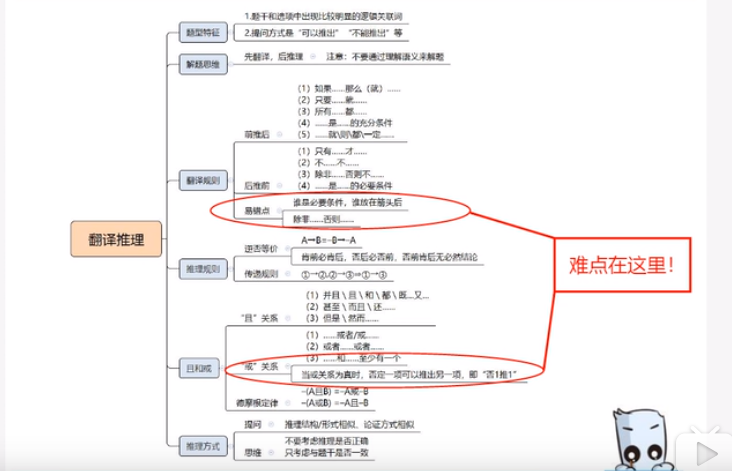 翻译推理
题型特征
1.题干和选项中出现比较明显的逻辑关联词
2.提问方式是“可以推出”“不能推出”等
解题思维
先翻译，后推理
注意：不要通过理解语义来解题
翻译规则
前推后
（1）如果……那么（就）……
（2）只要……就……
（3）所有……都……
（4）……是……的充分条件
（5）……就\则\都\一定……
后推前
（1）只有……才……
（2）不……不……
（3）除非……否则不……
（4）……是……的必要条件
易错点
谁是必要条件，谁放在箭头后
除非……否则……
推理规则
逆否等价
A→B=-B→-A
肯前必肯后，否后必否前，否前肯后无必然结论
传递规则
①→②,②→③⇒①→③
且和或
“且”关系
（1）并且\且\和\都\既…又…
（2）甚至\而且\还……
（3）但是\然而……
“或”关系
（1）……或者/或……
（2）或者……或者……
（3）……和……至少有一个
当或关系为真时，否定一项可以推出另一项，即“否1推1”
德摩根定律
-(A且B) =-A或-B
-(A或B) =-A且-B
推理方式
提问
推理结构/形式相似、论证方式相似
思维
不要考虑推理是否正确
只考虑与题干是否一致
难点在这里！